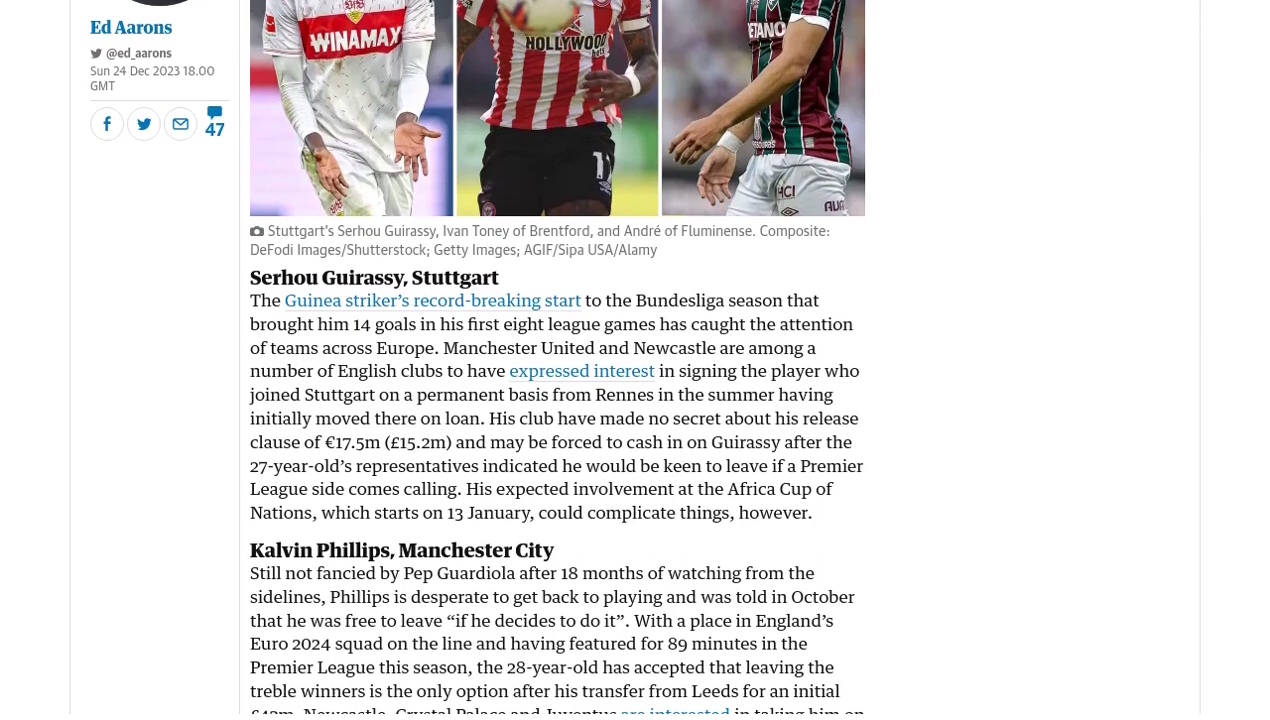 WINAMAX
HOLLYWOOD
Ed Aarons
@ed_aarons
Sun 24 Dec 2023 18.00
GMT
47
Stuttgart's Serhou Guirassy, Ivan Toney of Brentford, and André of Fluminense. Composite:
DeFodi Images/Shutterstock; Getty Images; AGIF/Sipa USA/Alamy
Serhou Guirassy, Stuttgart
The Guinea striker’s record-breaking start to the Bundesliga season that
brought him 14 goals in his first eight league games has caught the attention
of teams across Europe. Manchester United and Newcastle are among a
number of English clubs to have expressed interest in signing the player who
joined Stuttgart on a permanent basis from Rennes in the summer having
initially moved there on loan. His club have made no secret about his release
clause of €17.5m (£15.2m) and may be forced to cash in on Guirassy after the
27-year-old’s representatives indicated he would be keen to leave if a Premier
League side comes calling. His expected involvement at the Africa Cup of
Nations, which starts on 13 January, could complicate things, however.
Kalvin Phillips, Manchester City
Still not fancied by Pep Guardiola after 18 months of watching from the
sidelines, Phillips is desperate to get back to playing and was told in October
that he was free to leave “if he decides to do it”. With a place in England’s
Euro 2024 squad on the line and having featured for 89 minutes in the
Premier League this season, the 28-year-old has accepted that leaving the
treble winners is the only option after his transfer from Leeds for an initial
£42m. Newcastle, Crystal Palace and Juventus are interested in taking him on